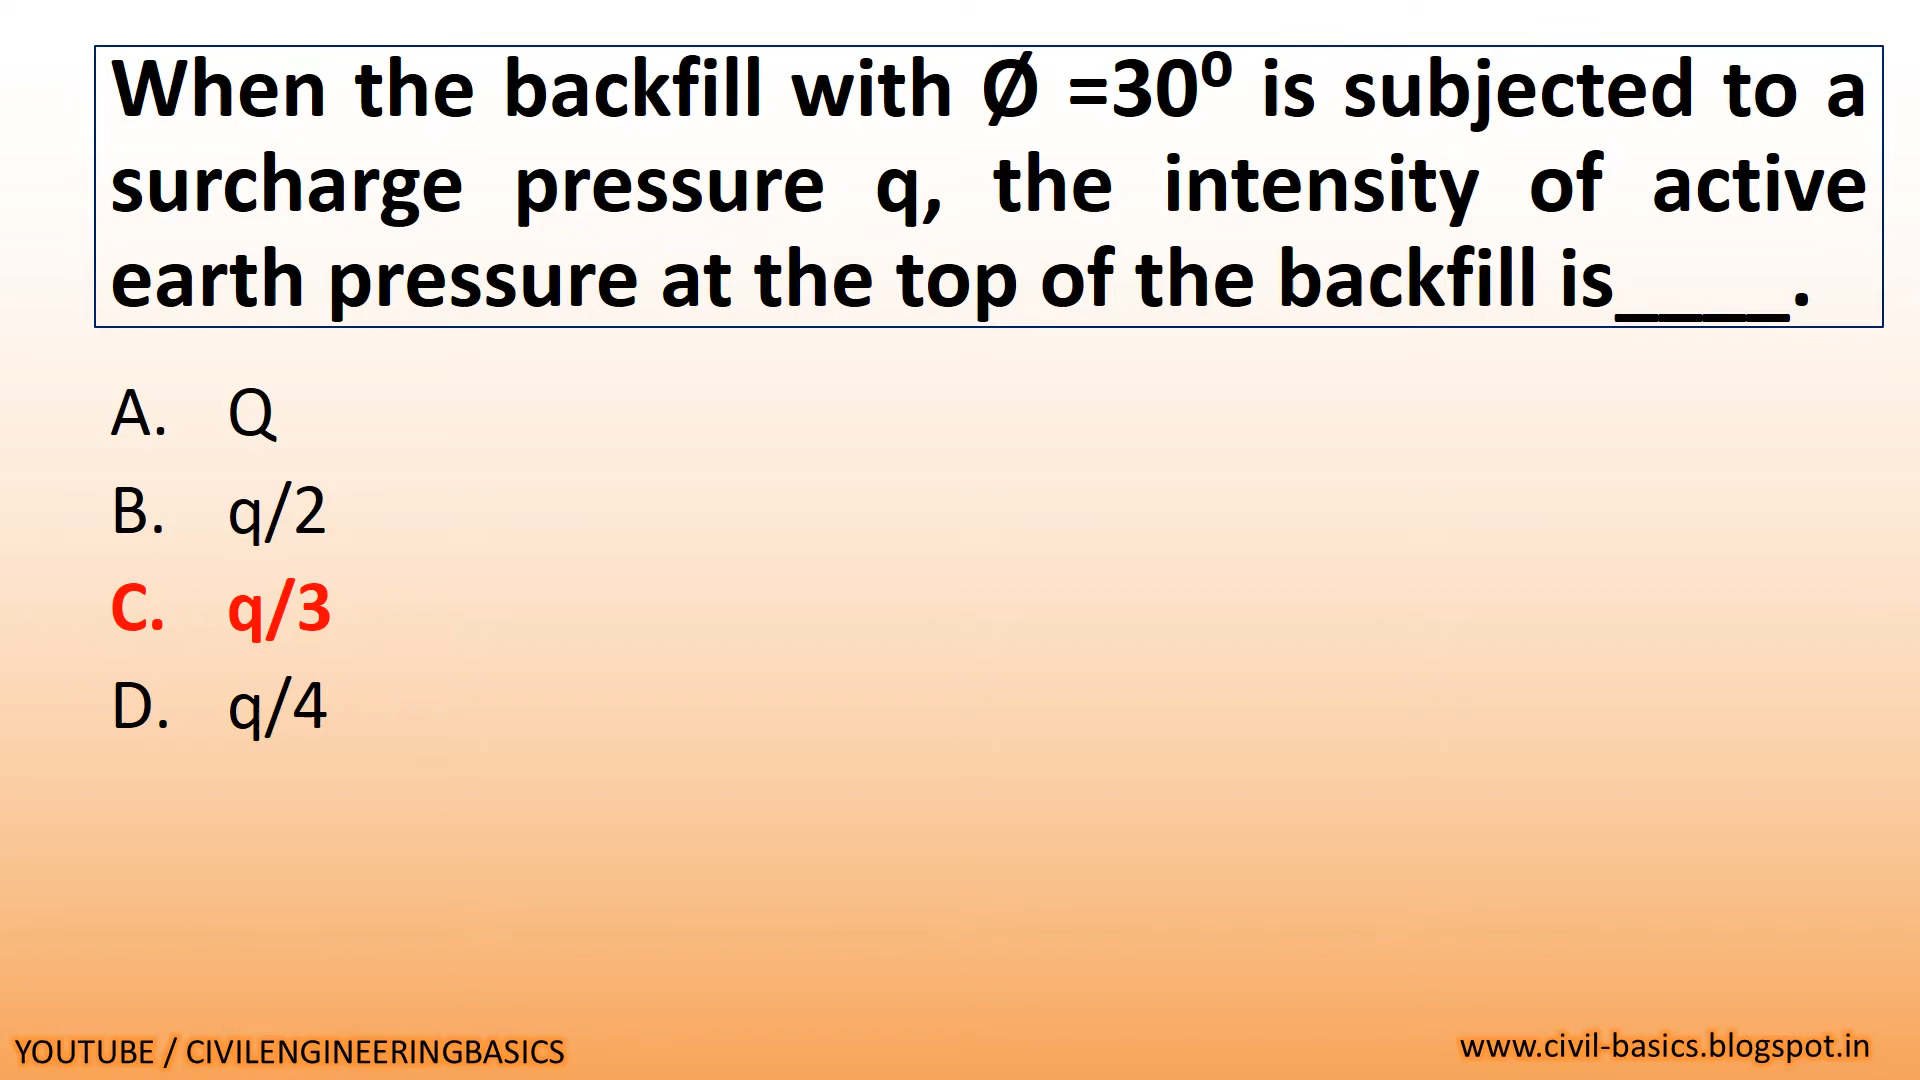 When the backfill with Ø =30⁰ is subjected to a
surcharge pressure q, the intensity of active
earth pressure at the top of the backfill is____.
A. Q
B. q/2
C. q/3
D. q/4
YOUTUBE / CIVILENGINEERINGBASICS
www.civil-basics.blogspot.in